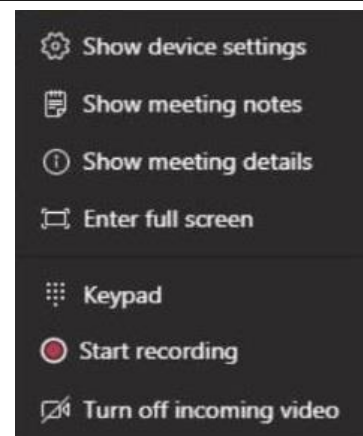 Show device settings
Show meeting notes
Show meeting details
Enter full screen
Keypad
Start recording
Turn off incoming video